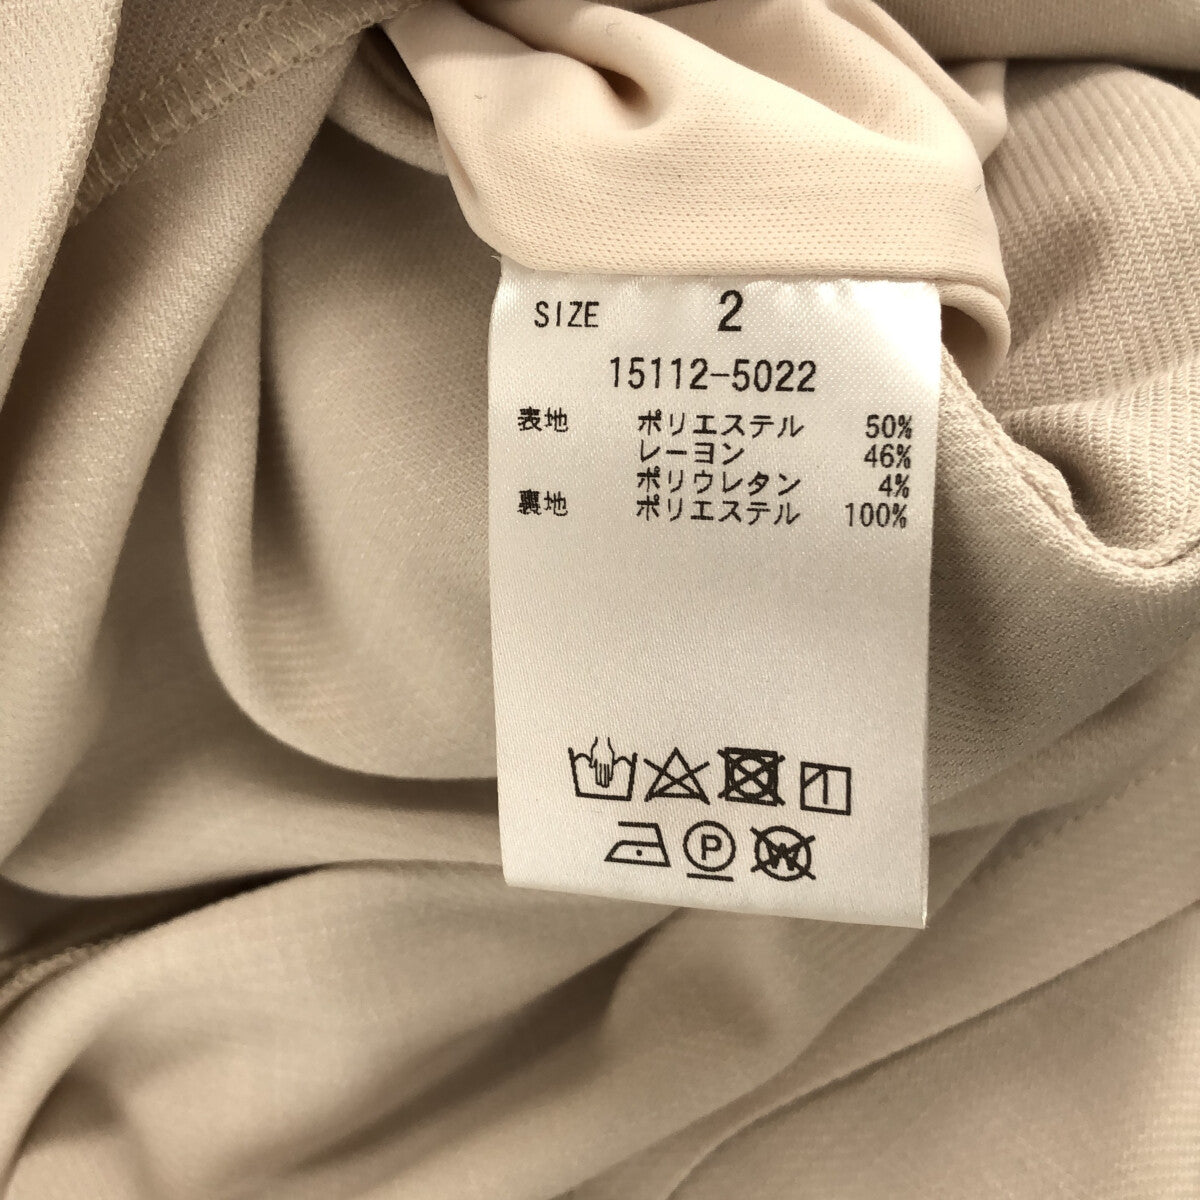 SIZE 2
15112-5022
表地 ポリエステル 50%
レーヨン 46%
ポリウレタン 4%
裏地 ポリエステル 100%
P W